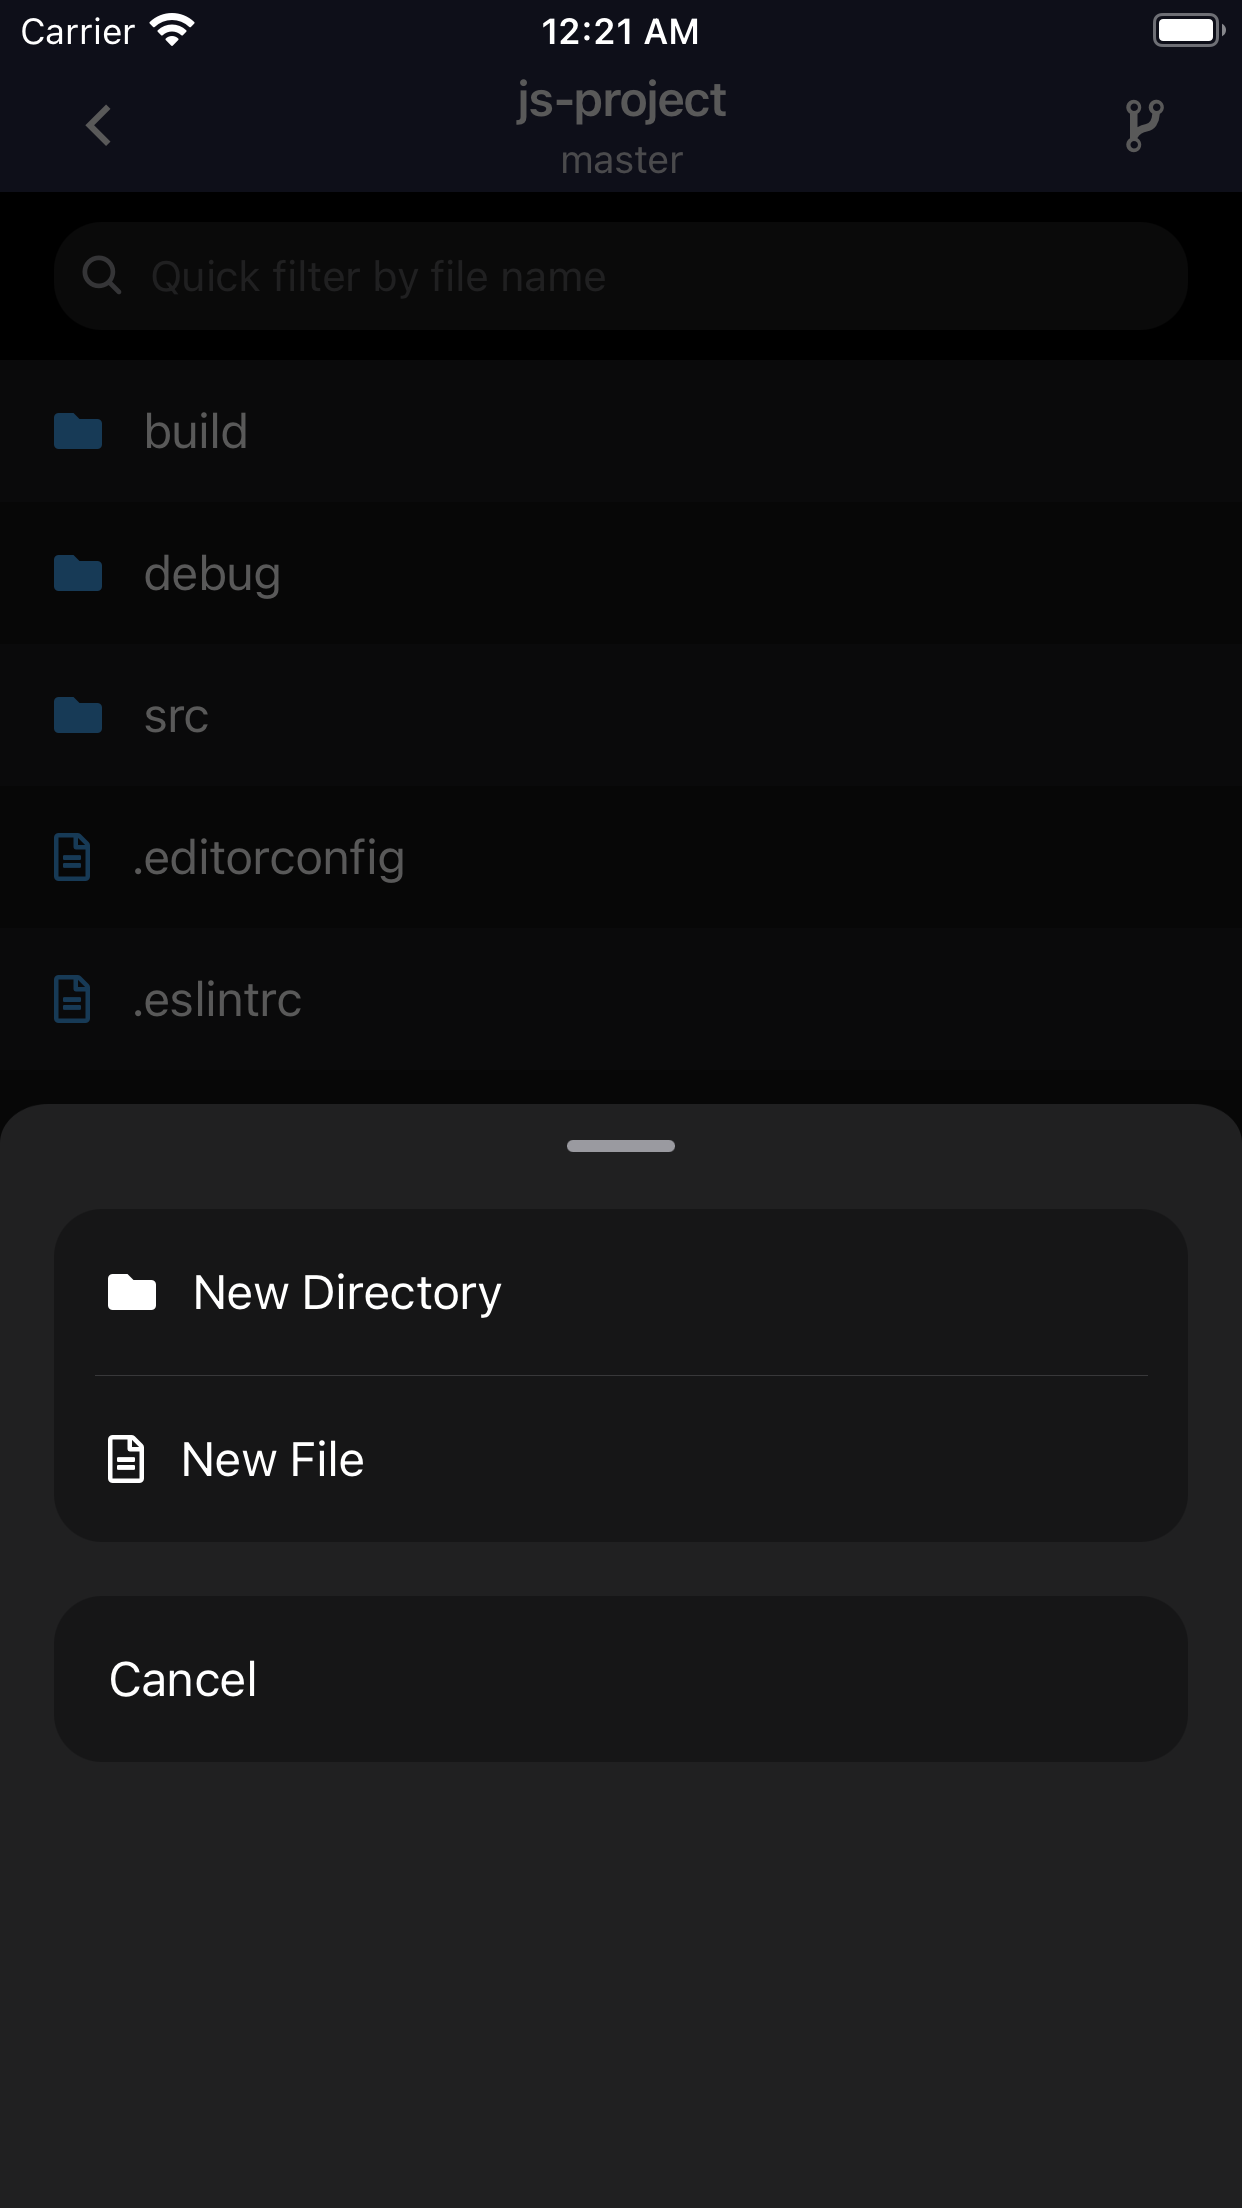 Carrier 12:21 AM
js-project
master
Quick filter by file name
build
debug
src
.editorconfig
.eslintrc
New Directory
New File
Cancel